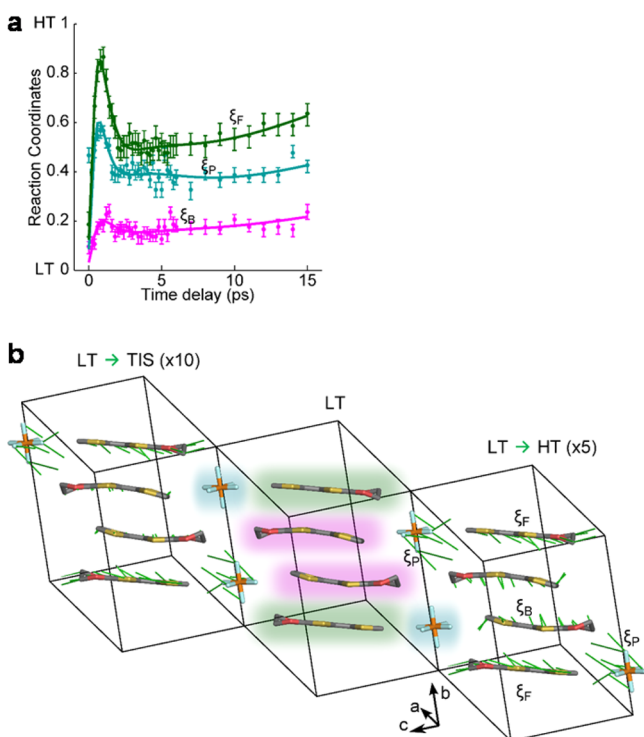 a
HT 1
0.8
0.6
0.4
0.2
LT 0
Reaction Coordinates
ξF
ξP
ξB
0 5 10 15
Time delay (ps)
b
LT → TIS (x10)
LT
LT → HT (x5)
ξF
ξP
ξB
ξP
ξF
b
a
c